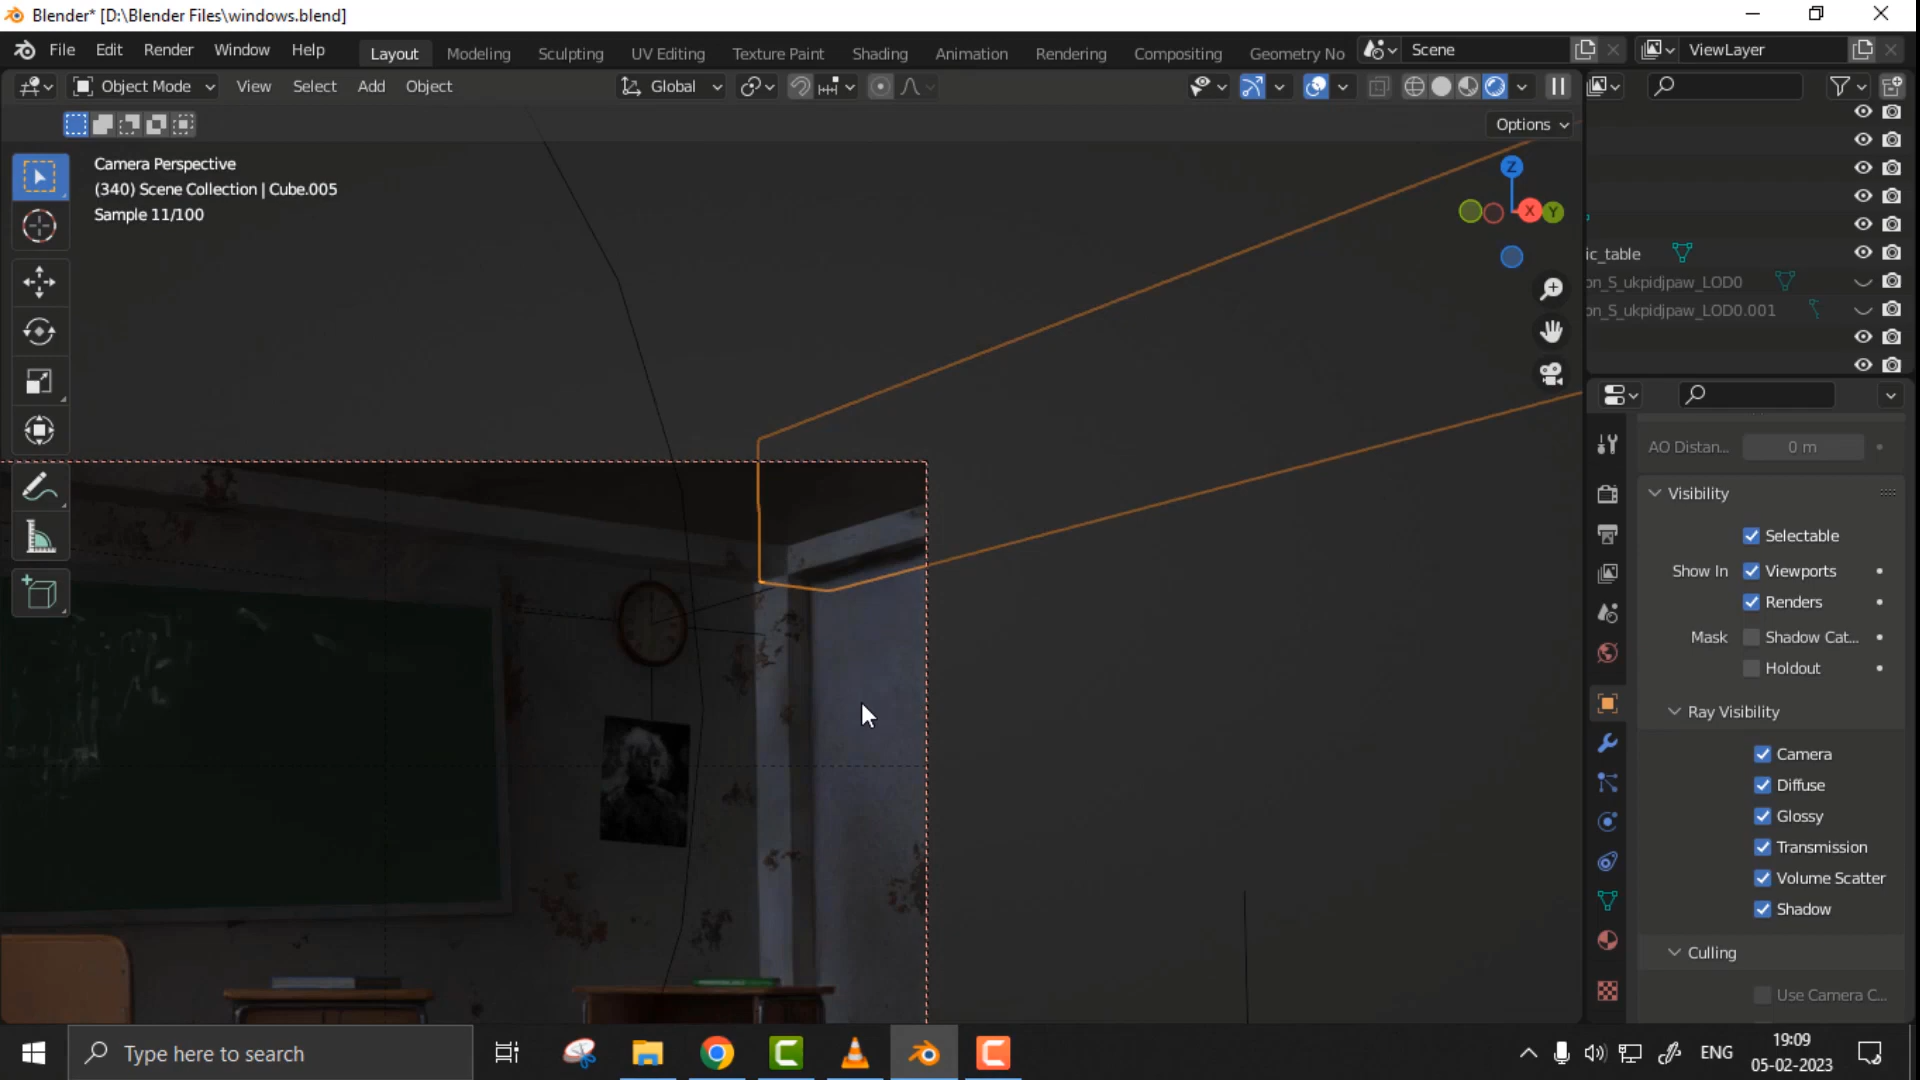 Blender* [D:\Blender Files\windows.blend]
File Edit Render Window Help Layout Modeling Sculpting UV Editing Texture Paint Shading Animation Rendering Compositing Geometry No Scene ViewLayer
Object Mode View Select Add Object Global
Options
Camera Perspective
(340) Scene Collection | Cube.005
Sample 11/100
Z
X
Y
ic_table
on_S_ukpidjpaw_LOD0
on_S_ukpidjpaw_LOD0.001
AO Distan... 0 m
Visibility
Selectable
Show In Viewports
Renders
Mask Shadow Cat...
Holdout
Ray Visibility
Camera
Diffuse
Glossy
Transmission
Volume Scatter
Shadow
Culling
Use Camera C...
Type here to search
ENG
19:09
05-02-2023